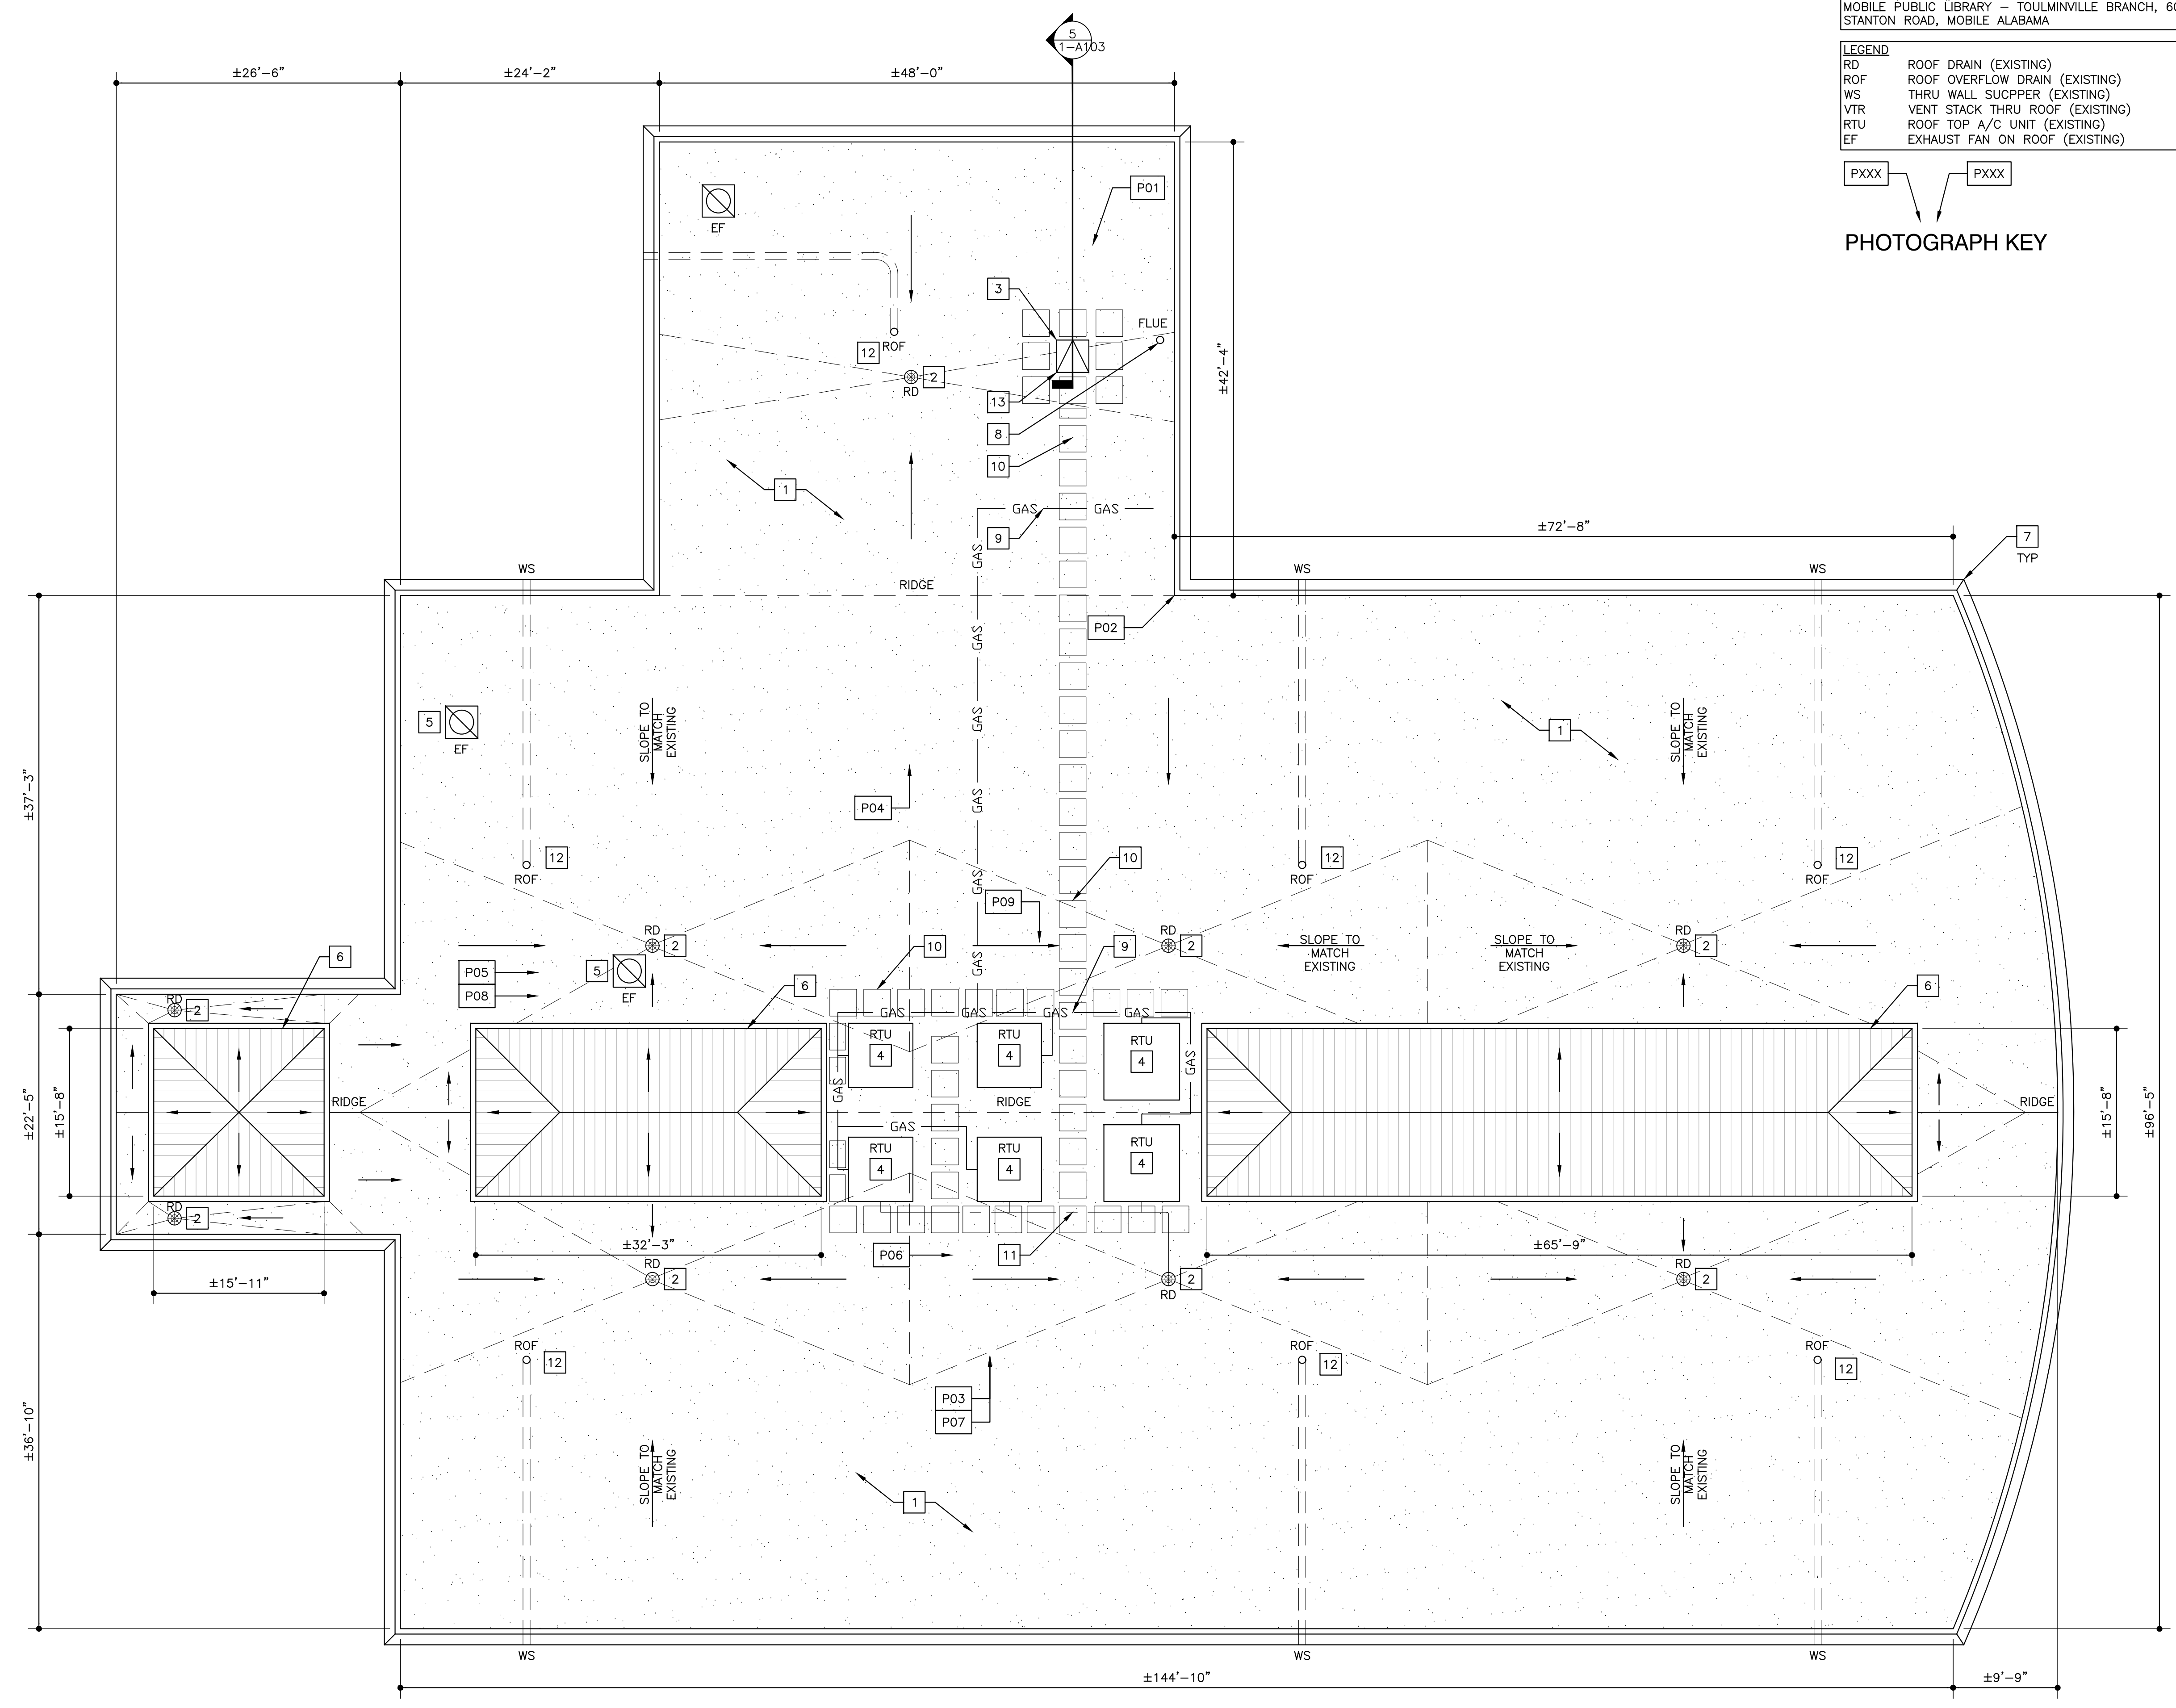 MOBILE PUBLIC LIBRARY – TOULMINVILLE BRANCH,
STANTON ROAD, MOBILE ALABAMA
LEGEND
RD ROOF DRAIN (EXISTING)
ROF ROOF OVERFLOW DRAIN (EXISTING)
WS THRU WALL SUCPPER (EXISTING)
VTR VENT STACK THRU ROOF (EXISTING)
RTU ROOF TOP A/C UNIT (EXISTING)
EF EXHAUST FAN ON ROOF (EXISTING)
PXXX PXXX
PHOTOGRAPH KEY
5
1-A103
±26'-6" ±24'-2" ±48'-0"
P01
EF
3
FLUE
12 ROF
2
RD
13
8
10
±42'-4"
1
GAS GAS
9
GAS
±72'-8"
7
TYP
WS WS WS
RIDGE
P02
GAS
5
EF
SLOPE TO
MATCH
EXISTING
GAS
1
SLOPE TO
MATCH
EXISTING
±37'-3"
P04
GAS
12
ROF
10
12
ROF
12
ROF
GAS
P09
RD
2
10
9
RD
2
RD
2
SLOPE TO
MATCH
EXISTING
SLOPE TO
MATCH
EXISTING
6
P05
P08
5
EF
GAS
6
6
RD
2
GAS GAS GAS GAS
RTU
4
RTU
4
RTU
4
GAS
GAS
±22'-5"
±15'-8"
RIDGE
RIDGE
RIDGE
±15'-8"
±96'-5"
GAS
RTU
4
RTU
4
RTU
4
RD
2
±32'-3"
P06
11
±65'-9"
±15'-11"
RD
2
2
RD
RD
2
ROF
12
ROF
12
ROF
12
P03
P07
±36'-10"
SLOPE TO
MATCH
EXISTING
SLOPE TO
MATCH
EXISTING
1
WS WS WS
±144'-10" ±9'-9"